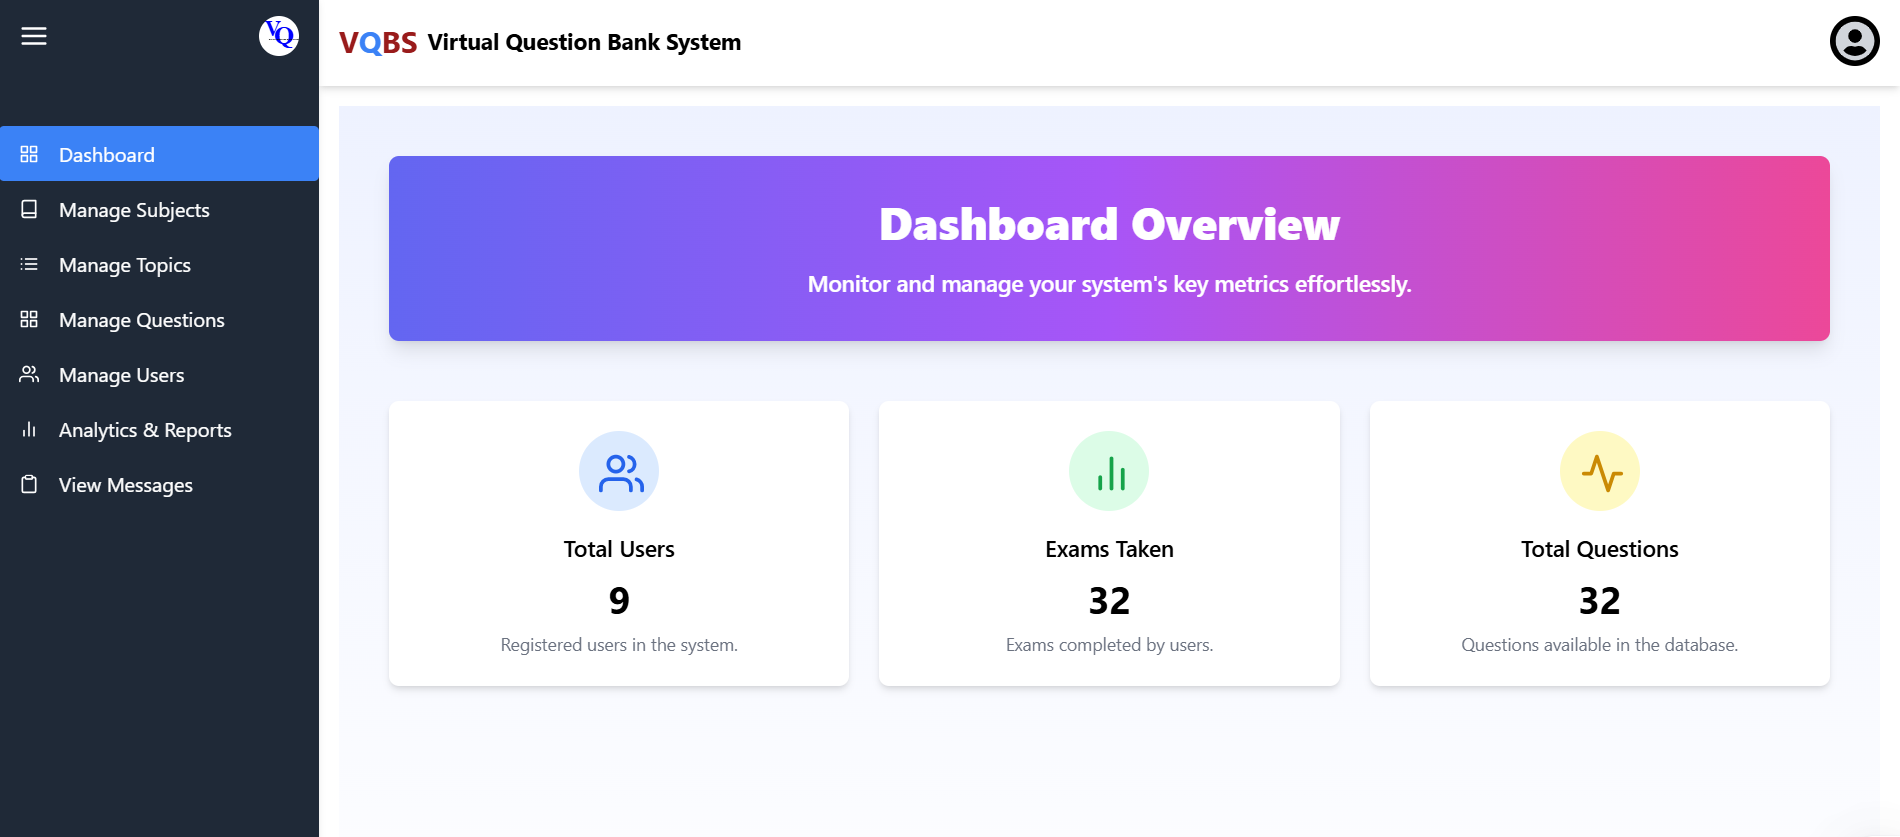 VQ
VQBS Virtual Question Bank System
Dashboard
Manage Subjects
Manage Topics
Manage Questions
Manage Users
Analytics & Reports
View Messages
Dashboard Overview
Monitor and manage your system's key metrics effortlessly.
Total Users
9
Registered users in the system.
Exams Taken
32
Exams completed by users.
Total Questions
32
Questions available in the database.